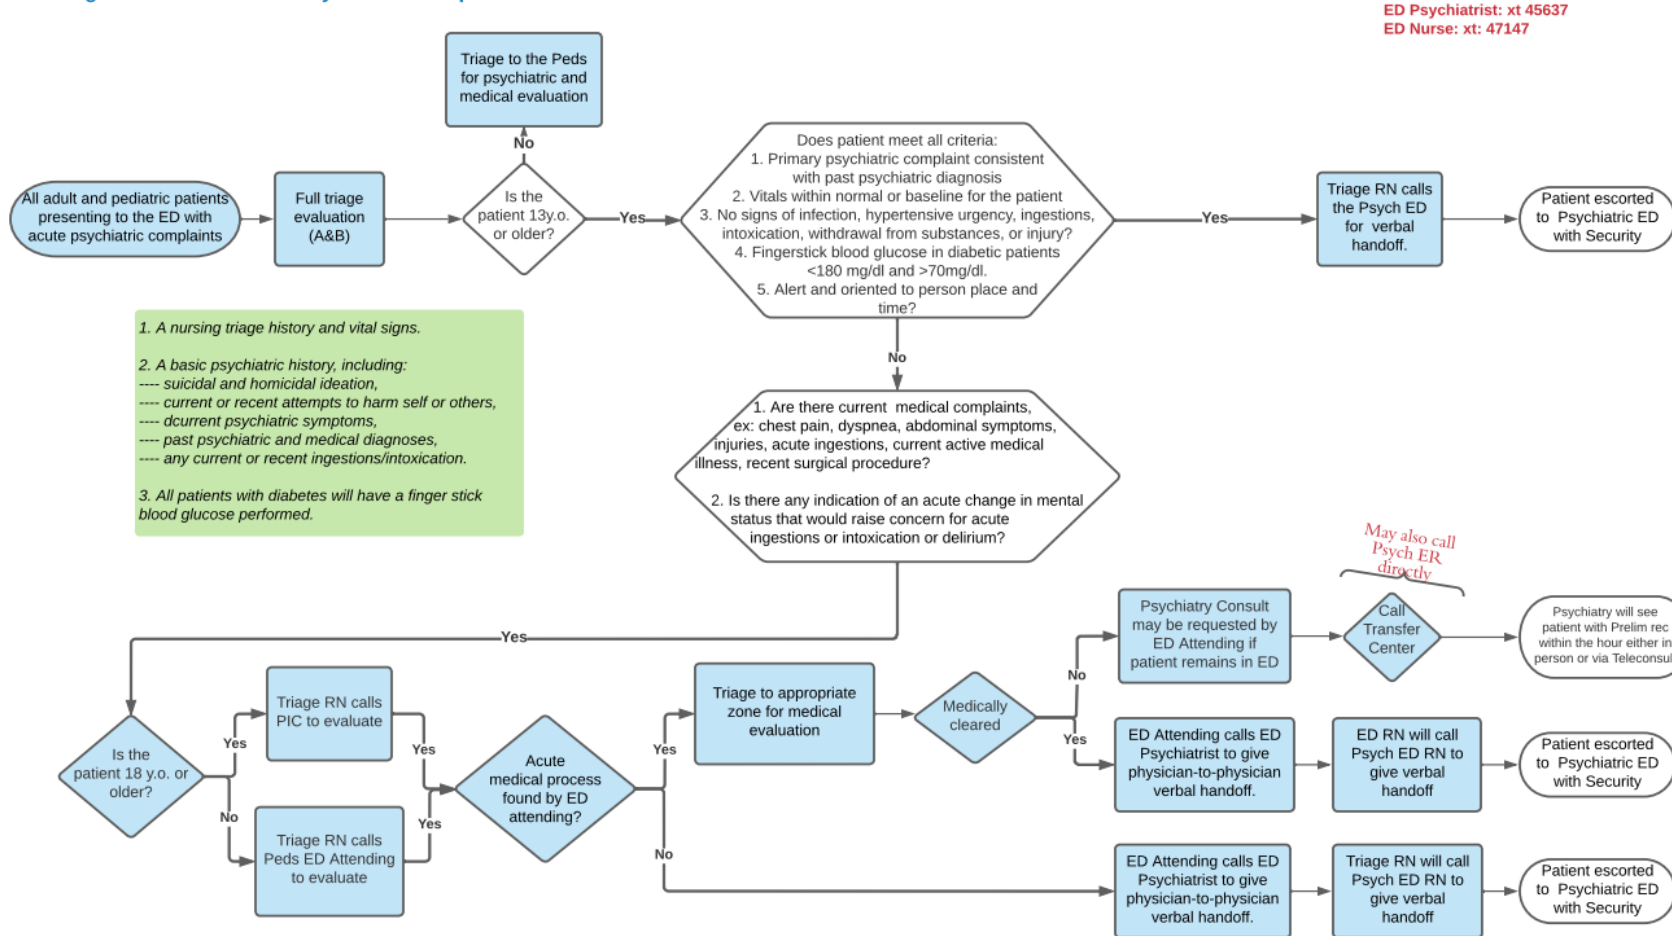 ED Psychiatrist: xt 45637
ED Nurse: xt: 47147
Triage to the Peds
for psychiatric and
medical evaluation
No
All adult and pediatric patients
presenting to the ED with
acute psychiatric complaints
Full triage
evaluation
(A&B)
Is the
patient 13y.o.
or older?
Yes
Does patient meet all criteria:
1. Primary psychiatric complaint consistent
with past psychiatric diagnosis
2. Vitals within normal or baseline for the patient
3. No signs of infection, hypertensive urgency, ingestions,
intoxication, withdrawal from substances, or injury?
4. Fingerstick blood glucose in diabetic patients
<180 mg/dl and >70mg/dl.
5. Alert and oriented to person place and
time?
Yes
Triage RN calls
the Psych ED
for verbal
handoff.
Patient escorted
to Psychiatric ED
with Security
1. A nursing triage history and vital signs.
2. A basic psychiatric history, including:
---- suicidal and homicidal ideation,
---- current or recent attempts to harm self or others,
---- dcurrent psychiatric symptoms,
---- past psychiatric and medical diagnoses,
---- any current or recent ingestions/intoxication.
3. All patients with diabetes will have a finger stick
blood glucose performed.
No
1. Are there current medical complaints,
ex: chest pain, dyspnea, abdominal symptoms,
injuries, acute ingestions, current active medical
illness, recent surgical procedure?
2. Is there any indication of an acute change in mental
status that would raise concern for acute
ingestions or intoxication or delirium?
Yes
Is the
patient 18 y.o. or
older?
Yes
Triage RN calls
PIC to evaluate
Yes
No
Triage RN calls
Peds ED Attending
to evaluate
Yes
Acute
medical process
found by ED
attending?
Yes
Triage to appropriate
zone for medical
evaluation
Medically
cleared
No
Psychiatry Consult
may be requested by
ED Attending if
patient remains in ED
May also call
Psych ER
directly
Call
Transfer
Center
Psychiatry will see
patient with Prelim rec
within the hour either in
person or via Teleconsul
Yes
ED Attending calls ED
Psychiatrist to give
physician-to-physician
verbal handoff.
ED RN will call
Psych ED RN to
give verbal
handoff
Patient escorted
to Psychiatric ED
with Security
No
ED Attending calls ED
Psychiatrist to give
physician-to-physician
verbal handoff.
Triage RN will call
Psych ED RN to
give verbal
handoff
Patient escorted
to Psychiatric ED
with Security